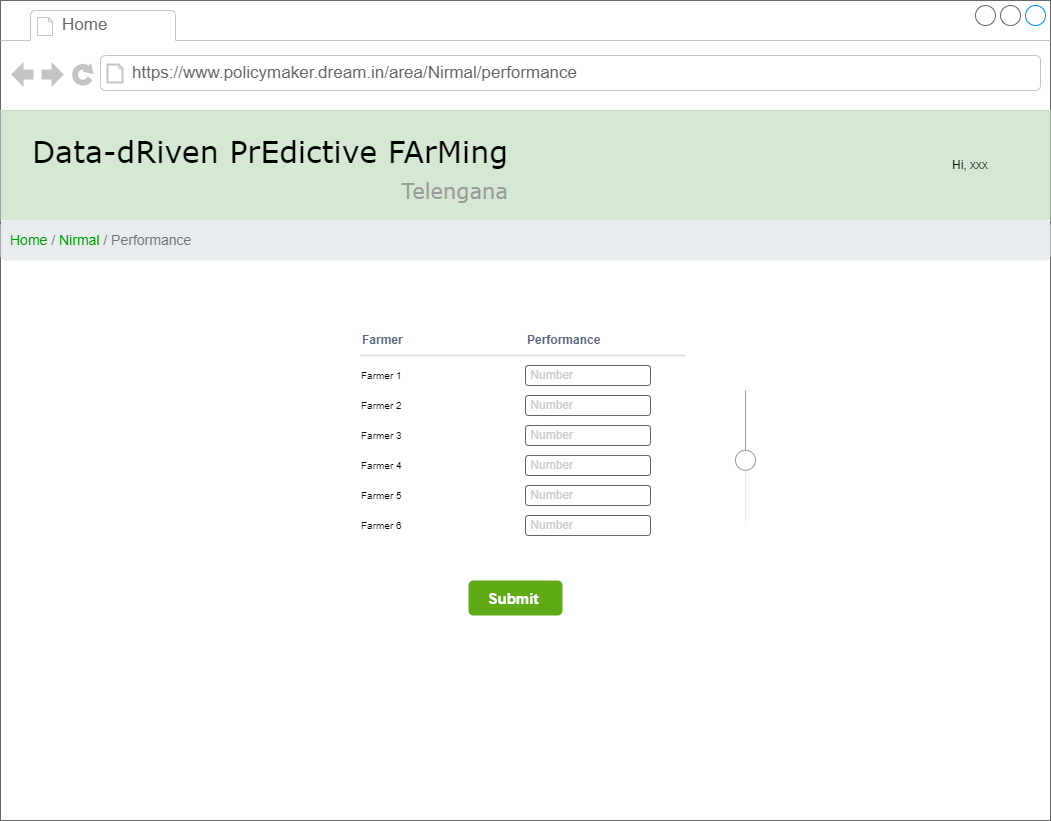 Home
https://www.policymaker.dream.in/area/Nirmal/performance
Data-dRiven PrEdictive FArMing
Telengana
Hi, xxx
Home / Nirmal / Performance
Farmer Performance
Farmer 1 Number
Farmer 2 Number
Farmer 3 Number
Farmer 4 Number
Farmer 5 Number
Farmer 6 Number
Submit